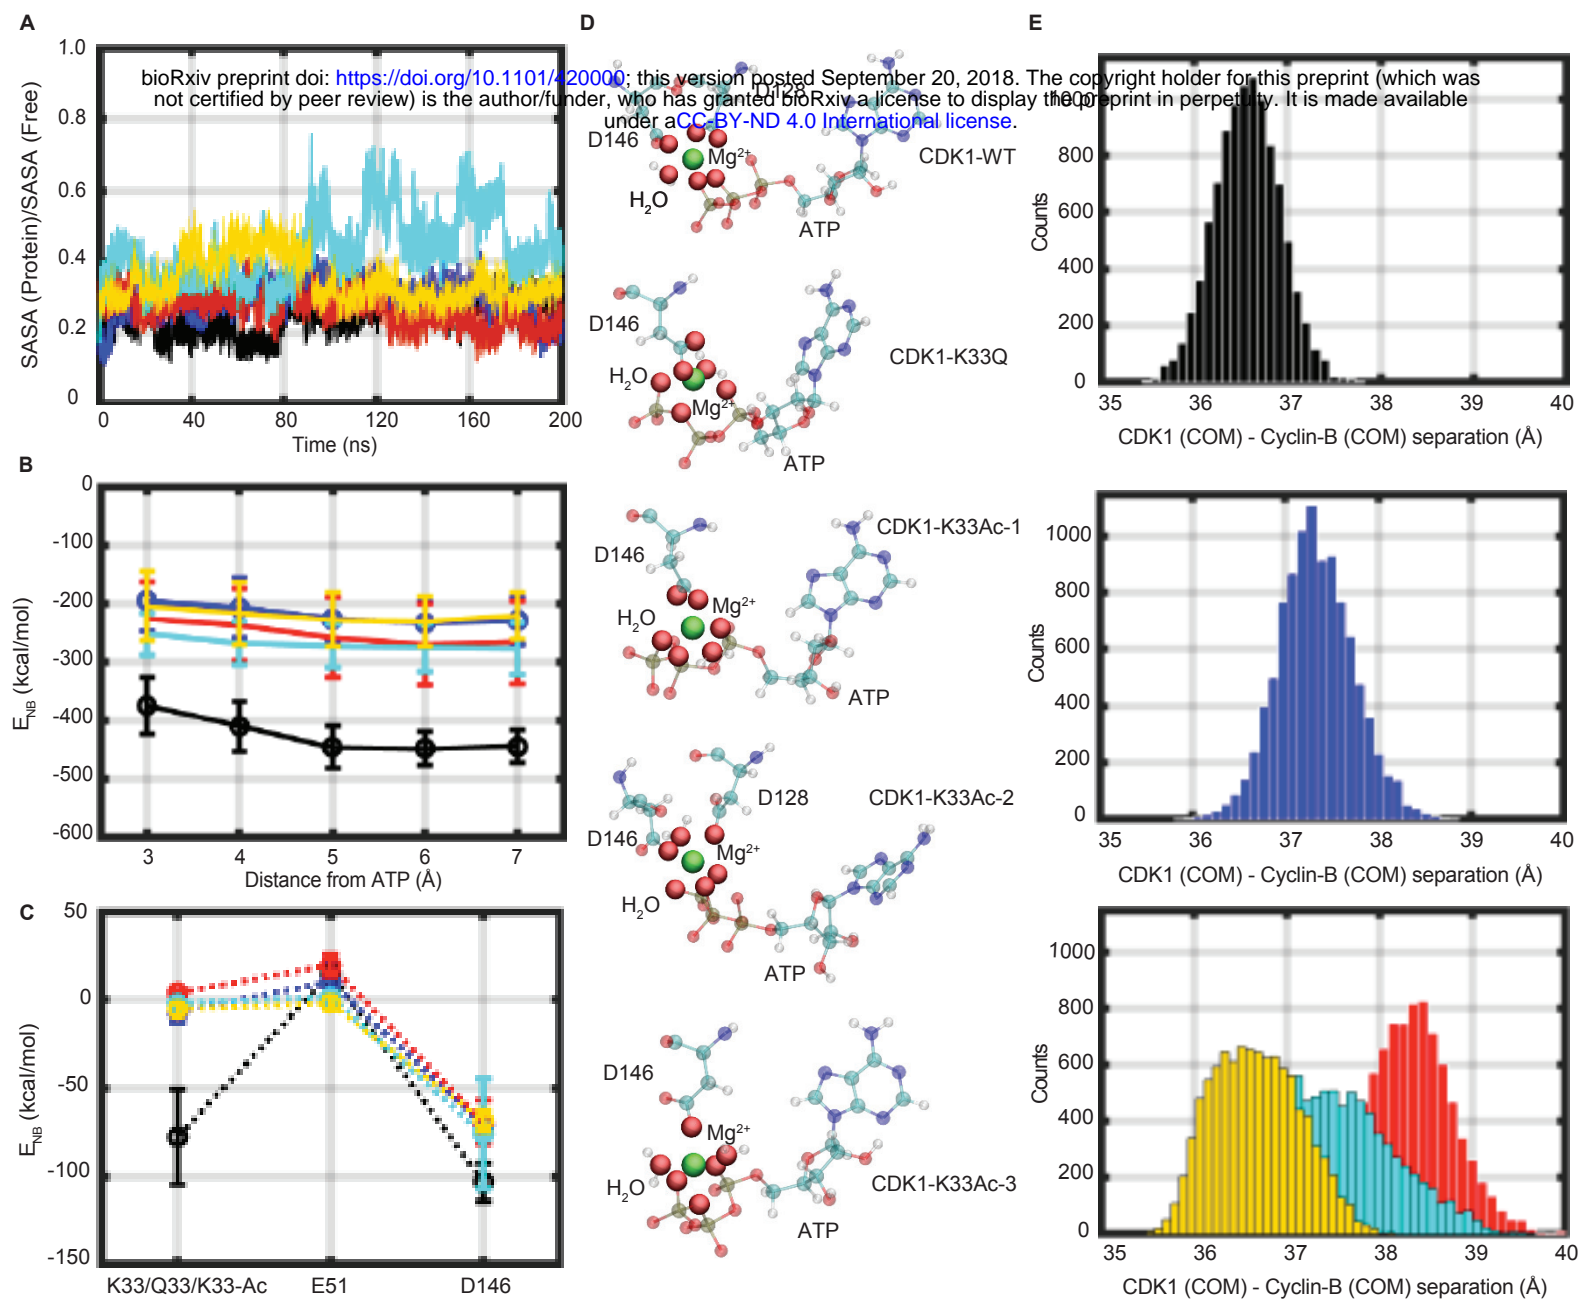 A
D
E
bioRxiv preprint doi: https://doi.org/10.1101/420000; this version posted September 20, 2018. The copyright holder for this preprint (which was
not certified by peer review) is the author/funder, who has granted bioRxiv a license to display the preprint in perpetuity. It is made available
under aCC-BY-ND 4.0 International license.
1.0
0.8
0.6
0.4
0.2
0
SASA (Protein)/SASA (Free)
0 40 80 120 160 200
Time (ns)
B
0
-100
-200
-300
-400
-500
-600
E_NB (kcal/mol)
3 4 5 6 7
Distance from ATP (Å)
C
50
0
-50
-100
-150
E_NB (kcal/mol)
K33/Q33/K33-Ac E51 D146
D128
D146
Mg2+
H2O
ATP
CDK1-WT
D146
H2O
Mg2+
ATP
CDK1-K33Q
CDK1-K33Ac-1
D146
H2O
Mg2+
ATP
D128
CDK1-K33Ac-2
D146
Mg2+
H2O
ATP
D146
Mg2+
H2O
CDK1-K33Ac-3
ATP
1000
800
600
400
200
0
Counts
35 36 37 38 39 40
CDK1 (COM) - Cyclin-B (COM) separation (Å)
1000
800
600
400
200
0
Counts
35 36 37 38 39 40
CDK1 (COM) - Cyclin-B (COM) separation (Å)
1000
800
600
400
200
0
Counts
35 36 37 38 39 40
CDK1 (COM) - Cyclin-B (COM) separation (Å)